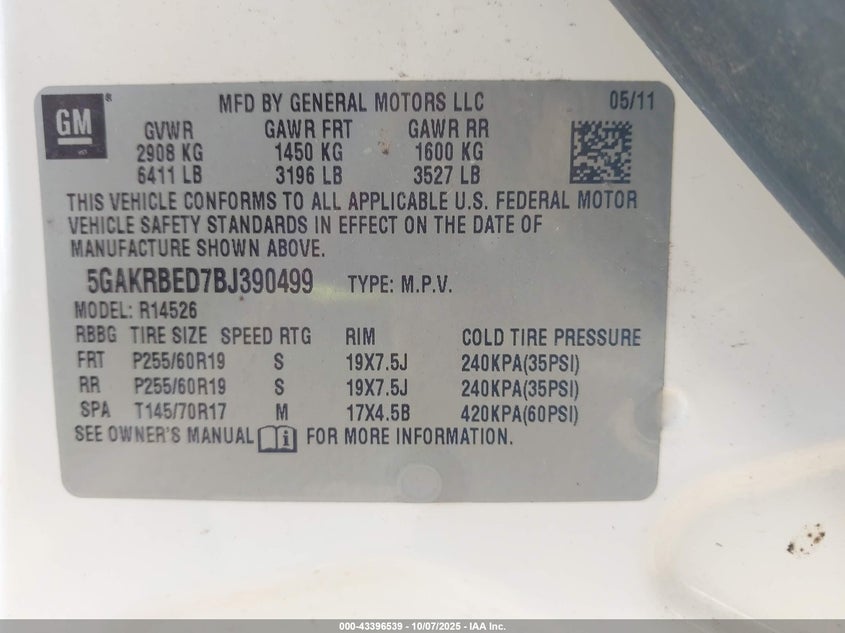 GM ® MFD BY GENERAL MOTORS LLC 05/11
GVWR GAWR FRT GAWR RR
2908 KG 1450 KG 1600 KG
6411 LB 3196 LB 3527 LB
THIS VEHICLE CONFORMS TO ALL APPLICABLE U.S. FEDERAL MOTOR
VEHICLE SAFETY STANDARDS IN EFFECT ON THE DATE OF
MANUFACTURE SHOWN ABOVE.
5GAKRBED7BJ390499 TYPE: M.P.V.
MODEL: R14526
RBBG TIRE SIZE SPEED RTG RIM COLD TIRE PRESSURE
FRT P255/60R19 S 19X7.5J 240KPA(35PSI)
RR P255/60R19 S 19X7.5J 240KPA(35PSI)
SPA T145/70R17 M 17X4.5B 420KPA(60PSI)
SEE OWNER'S MANUAL i FOR MORE INFORMATION.
000-43396539 - 10/07/2025 - IAA Inc.